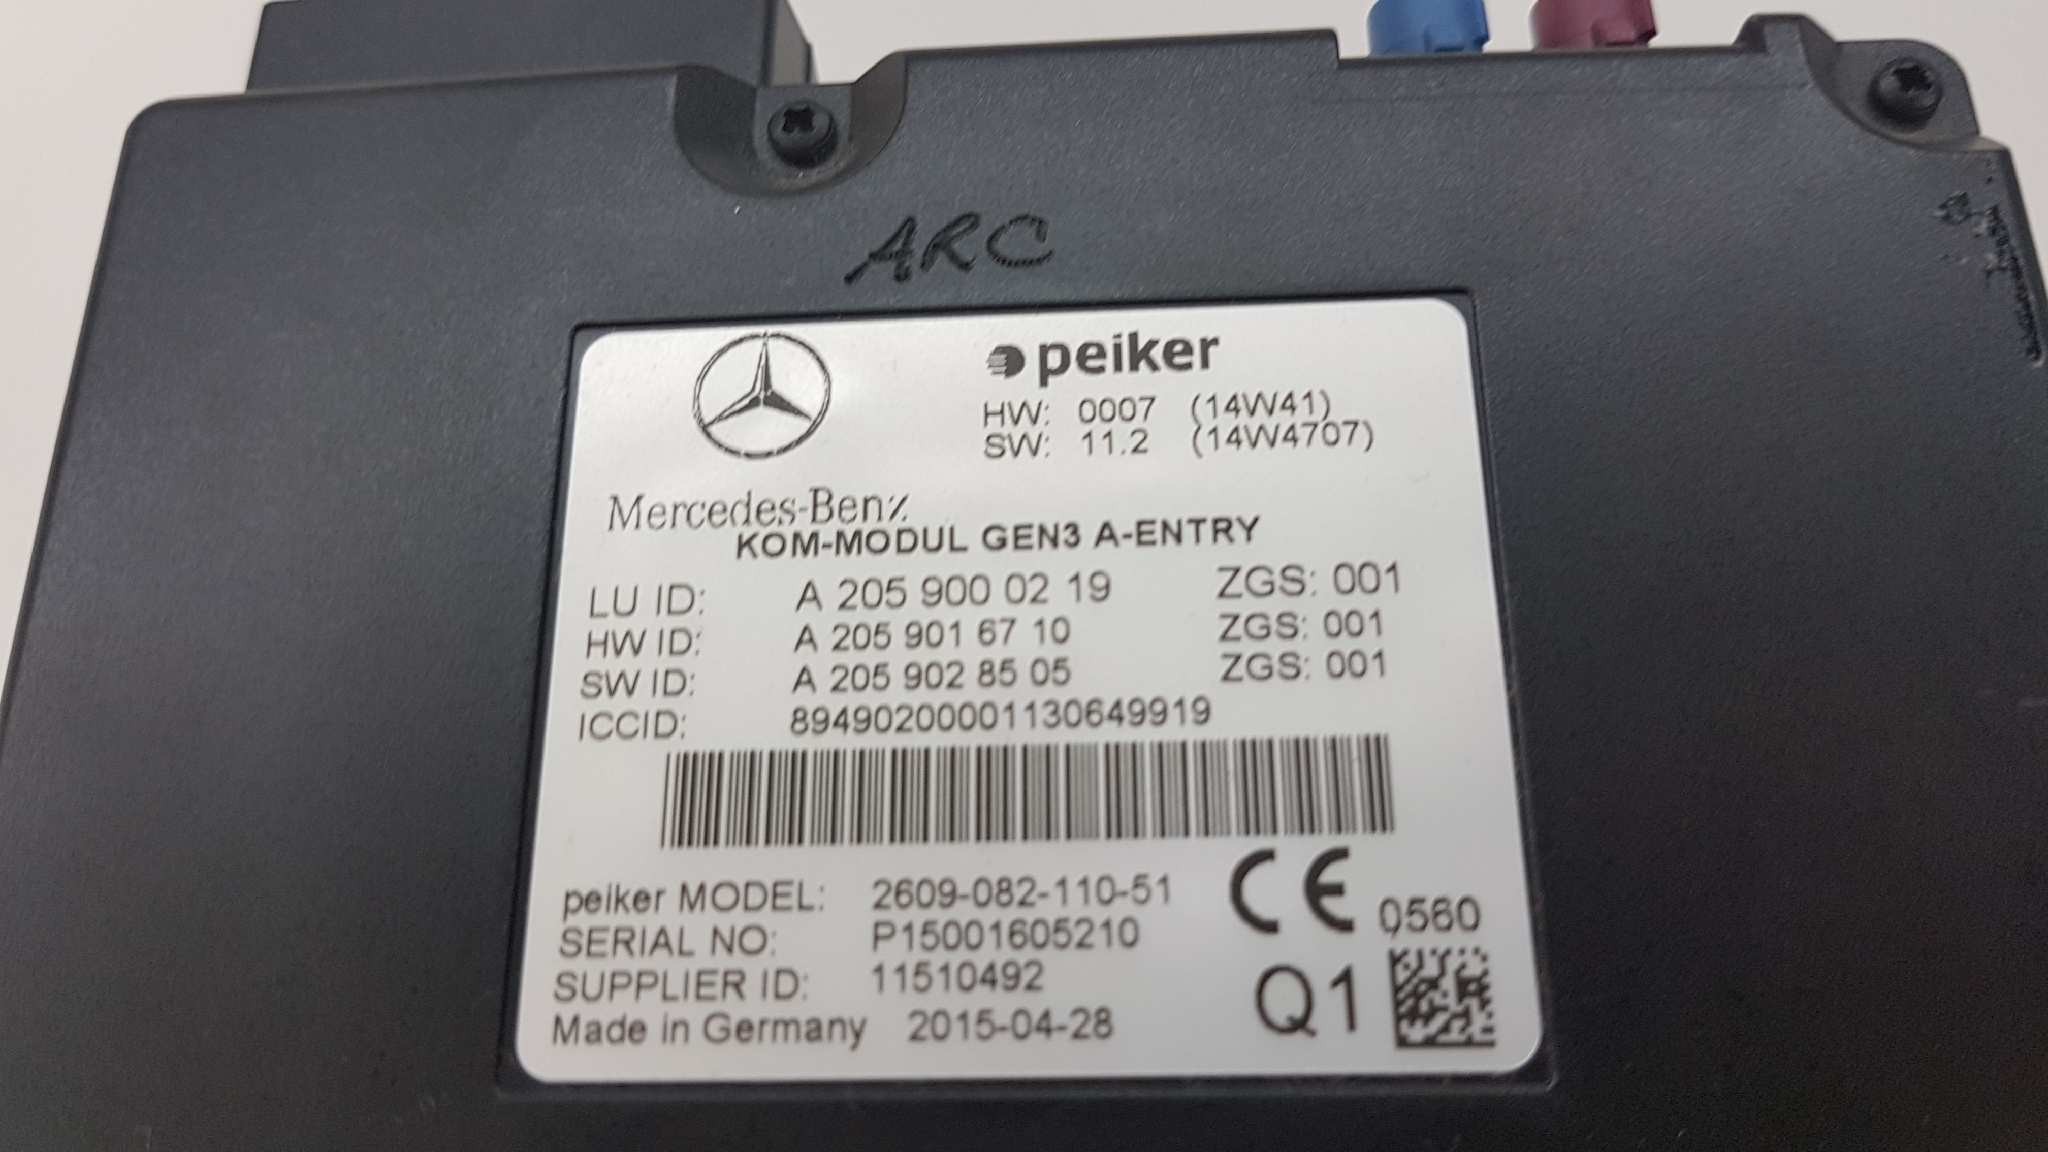 ARC
peiker
HW: 0007 (14W41)
SW: 11.2 (14W4707)
Mercedes-Benz
KOM-MODUL GEN3 A-ENTRY
LU ID: A 205 900 02 19 ZGS: 001
HW ID: A 205 901 67 10 ZGS: 001
SW ID: A 205 902 85 05 ZGS: 001
ICCID: 89490200001130649919
peiker MODEL: 2609-082-110-51
CE 0560
SERIAL NO: P15001605210
SUPPLIER ID: 11510492
Q1
Made in Germany 2015-04-28